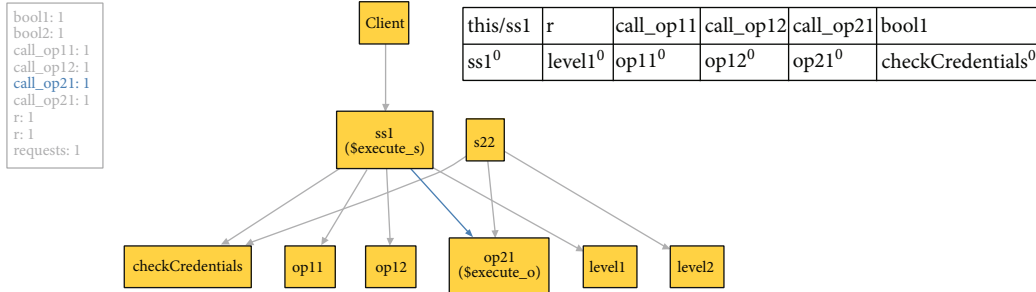 bool1: 1
bool2: 1
call_op11: 1
call_op12: 1
call_op21: 1
call_op21: 1
r: 1
r: 1
requests: 1
Client
this/ss1 r call_op11 call_op12 call_op21 bool1
ss1⁰ level1⁰ op11⁰ op12⁰ op21⁰ checkCredentials⁰
ss1
($execute_s)
s22
checkCredentials
op11
op12
op21
($execute_o)
level1
level2